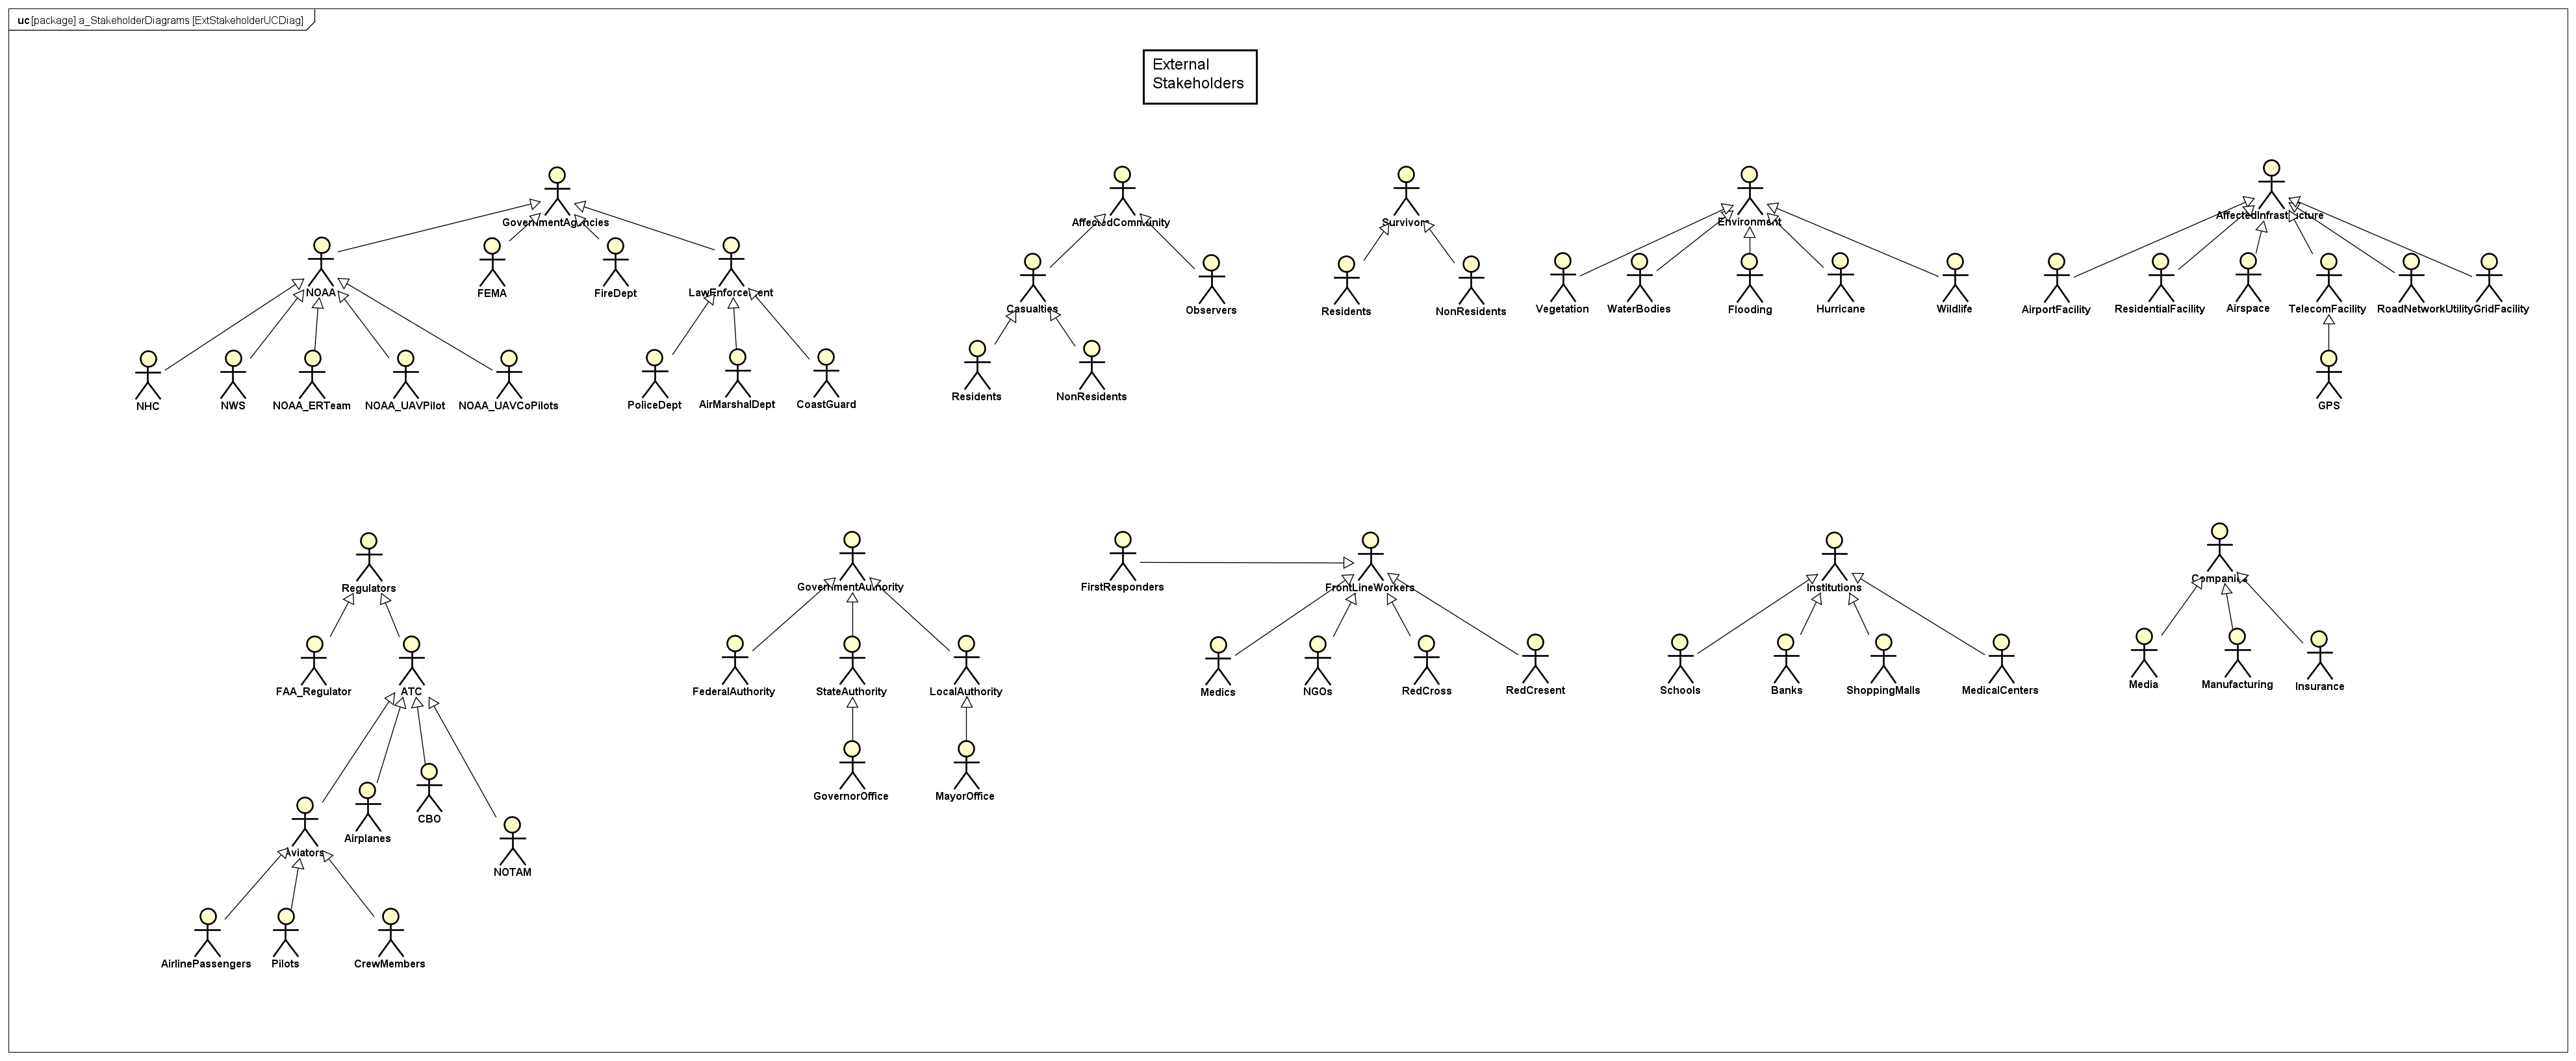 uc [package] a_StakeholderDiagrams [ExtStakeholderUCDiag]
External
Stakeholders
GovernmentAgencies
AffectedCommunity
Survivors
Environment
AffectedInfrastructure
NOAA
FEMA
FireDept
LawEnforcement
Casualties
Observers
Residents
NonResidents
Vegetation
WaterBodies
Flooding
Hurricane
Wildlife
AirportFacility
ResidentialFacility
Airspace
TelecomFacility
RoadNetwork
UtilityGridFacility
NHC
NWS
NOAA_ERTeam
NOAA_UAVPilot
NOAA_UAVCoPilots
PoliceDept
AirMarshalDept
CoastGuard
Residents
NonResidents
GPS
Regulators
GovernmentAuthority
FirstResponders
FrontLineWorkers
Institutions
Companies
FAA_Regulator
ATC
FederalAuthority
StateAuthority
LocalAuthority
Medics
NGOs
RedCross
RedCresent
Schools
Banks
ShoppingMalls
MedicalCenters
Media
Manufacturing
Insurance
GovernorOffice
MayorOffice
Aviators
Airplanes
CBO
NOTAM
AirlinePassengers
Pilots
CrewMembers